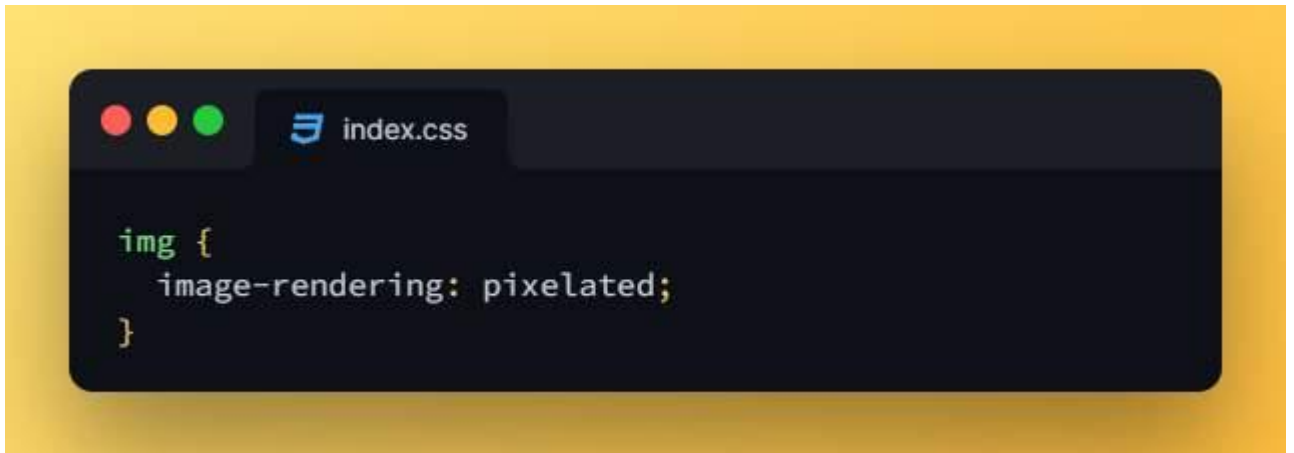 index.css
img {
  image-rendering: pixelated;
}